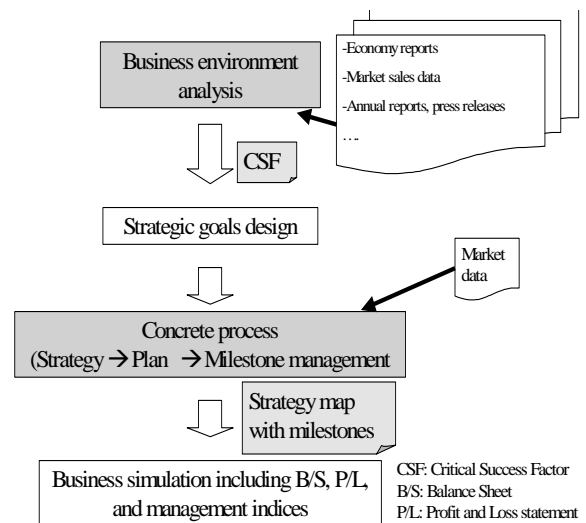 Business environment
analysis
-Economy reports
-Market sales data
-Annual reports, press releases
….
CSF
Strategic goals design
Market
data
Concrete process
(Strategy → Plan → Milestone management
Strategy map
with milestones
Business simulation including B/S, P/L,
and management indices
CSF: Critical Success Factor
B/S: Balance Sheet
P/L: Profit and Loss statement